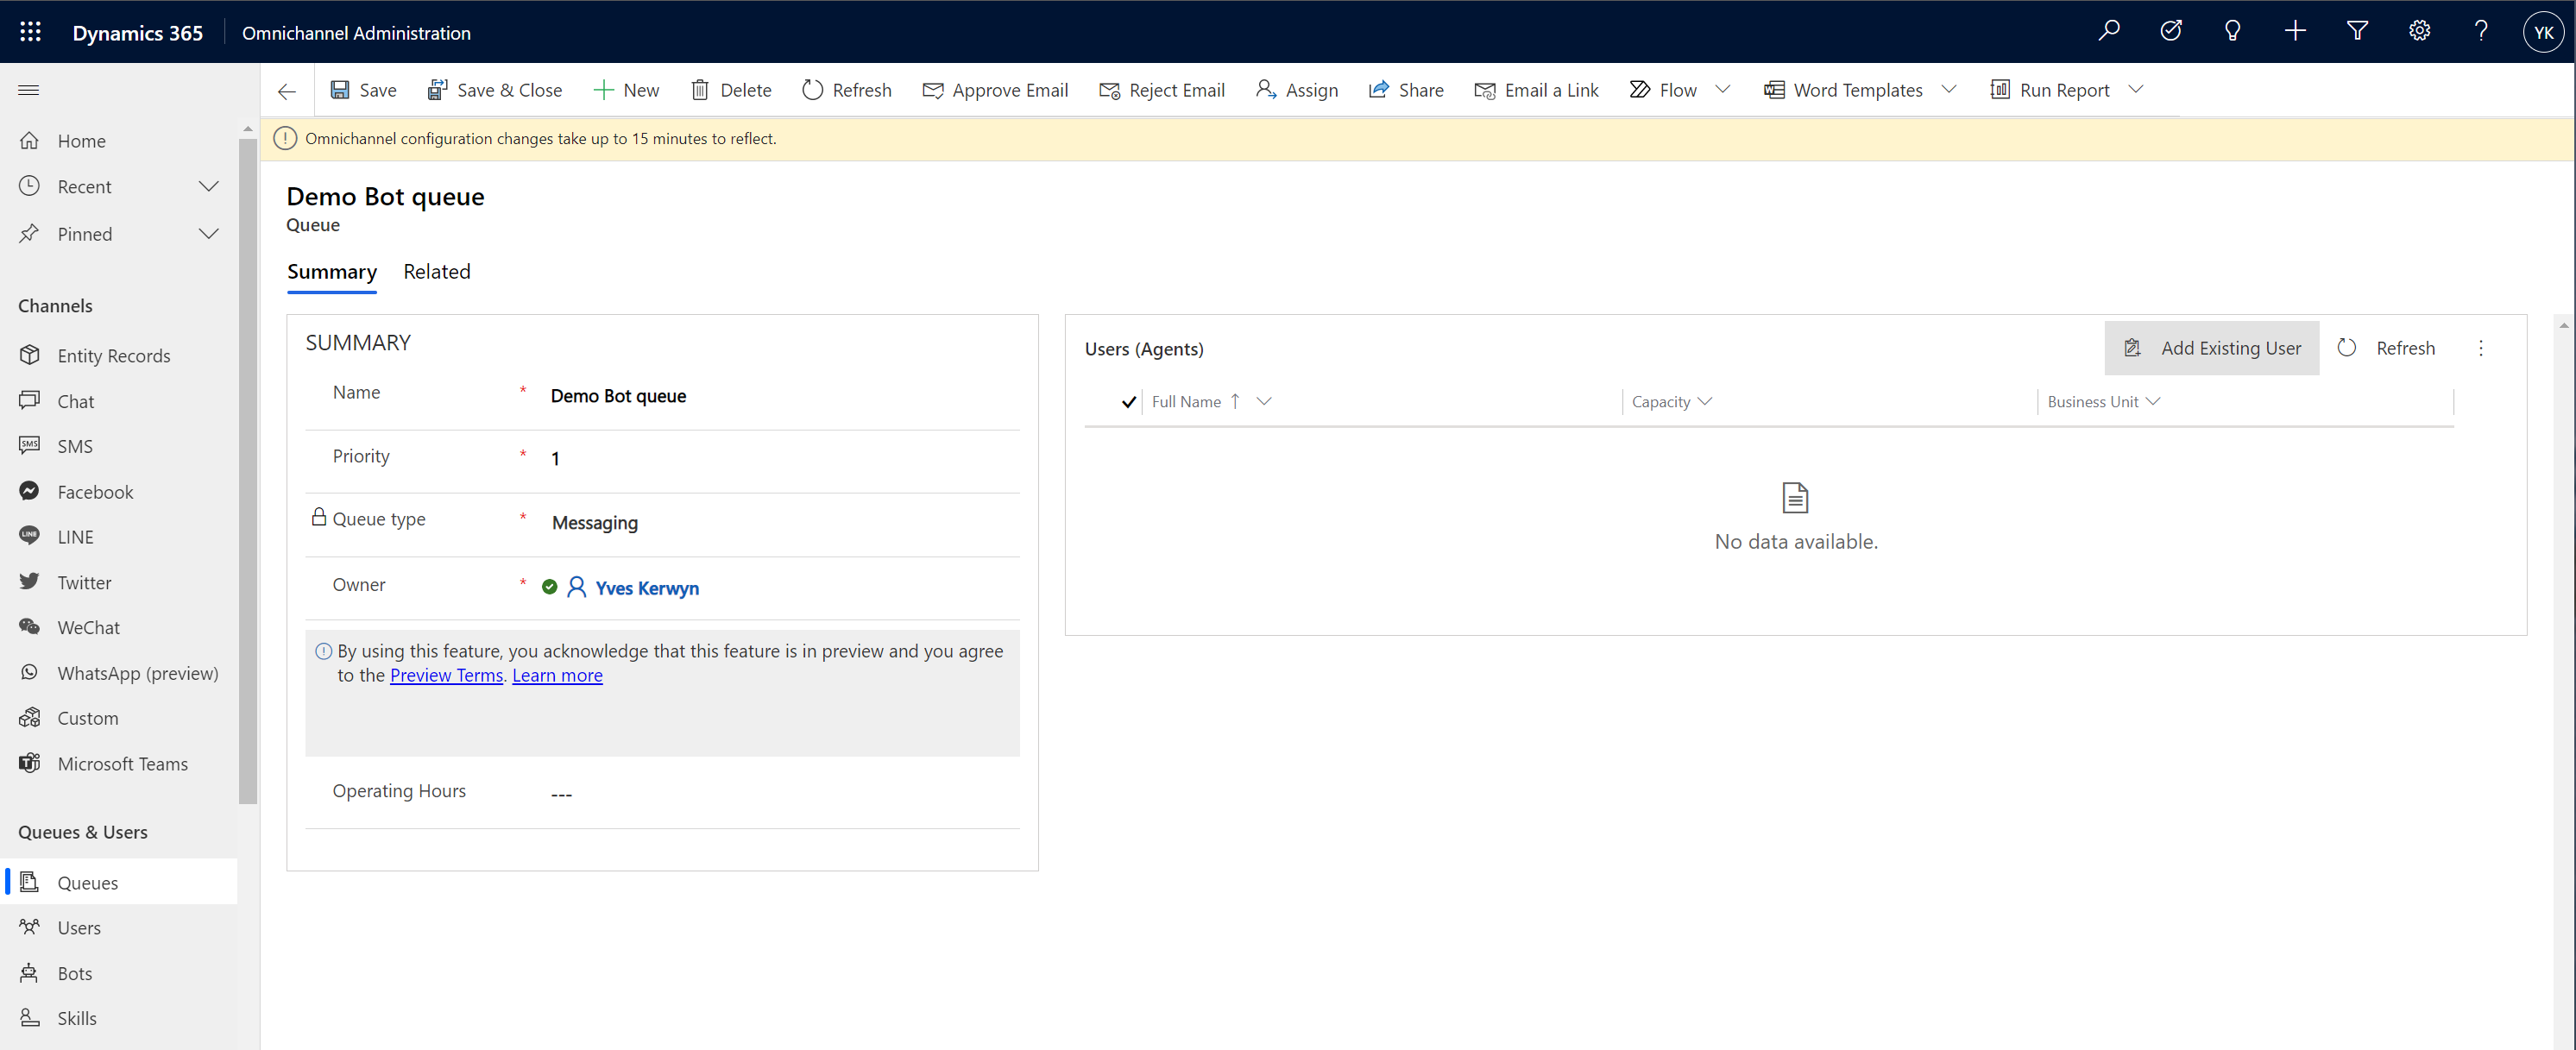 Dynamics 365
Omnichannel Administration
YK
Save
Save & Close
New
Delete
Refresh
Approve Email
Reject Email
Assign
Share
Email a Link
Flow
Word Templates
Run Report
Home
Recent
Pinned
Channels
Entity Records
Chat
SMS
SMS
Facebook
LINE
LINE
Twitter
WeChat
WhatsApp (preview)
Custom
Microsoft Teams
Queues & Users
Queues
Users
Bots
Skills
Omnichannel configuration changes take up to 15 minutes to reflect.
Demo Bot queue
Queue
Summary
Related
SUMMARY
Name * Demo Bot queue
Priority * 1
Queue type * Messaging
Owner * Yves Kerwyn
By using this feature, you acknowledge that this feature is in preview and you agree
to the Preview Terms. Learn more
Operating Hours ---
Users (Agents)
Add Existing User
Refresh
Full Name ↑
Capacity
Business Unit
No data available.